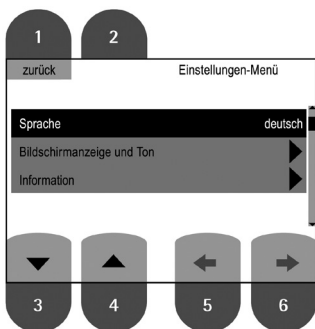 1 2
zurück Einstellungen-Menü
Sprache deutsch
Bildschirmanzeige und Ton
Information
3 4 5 6